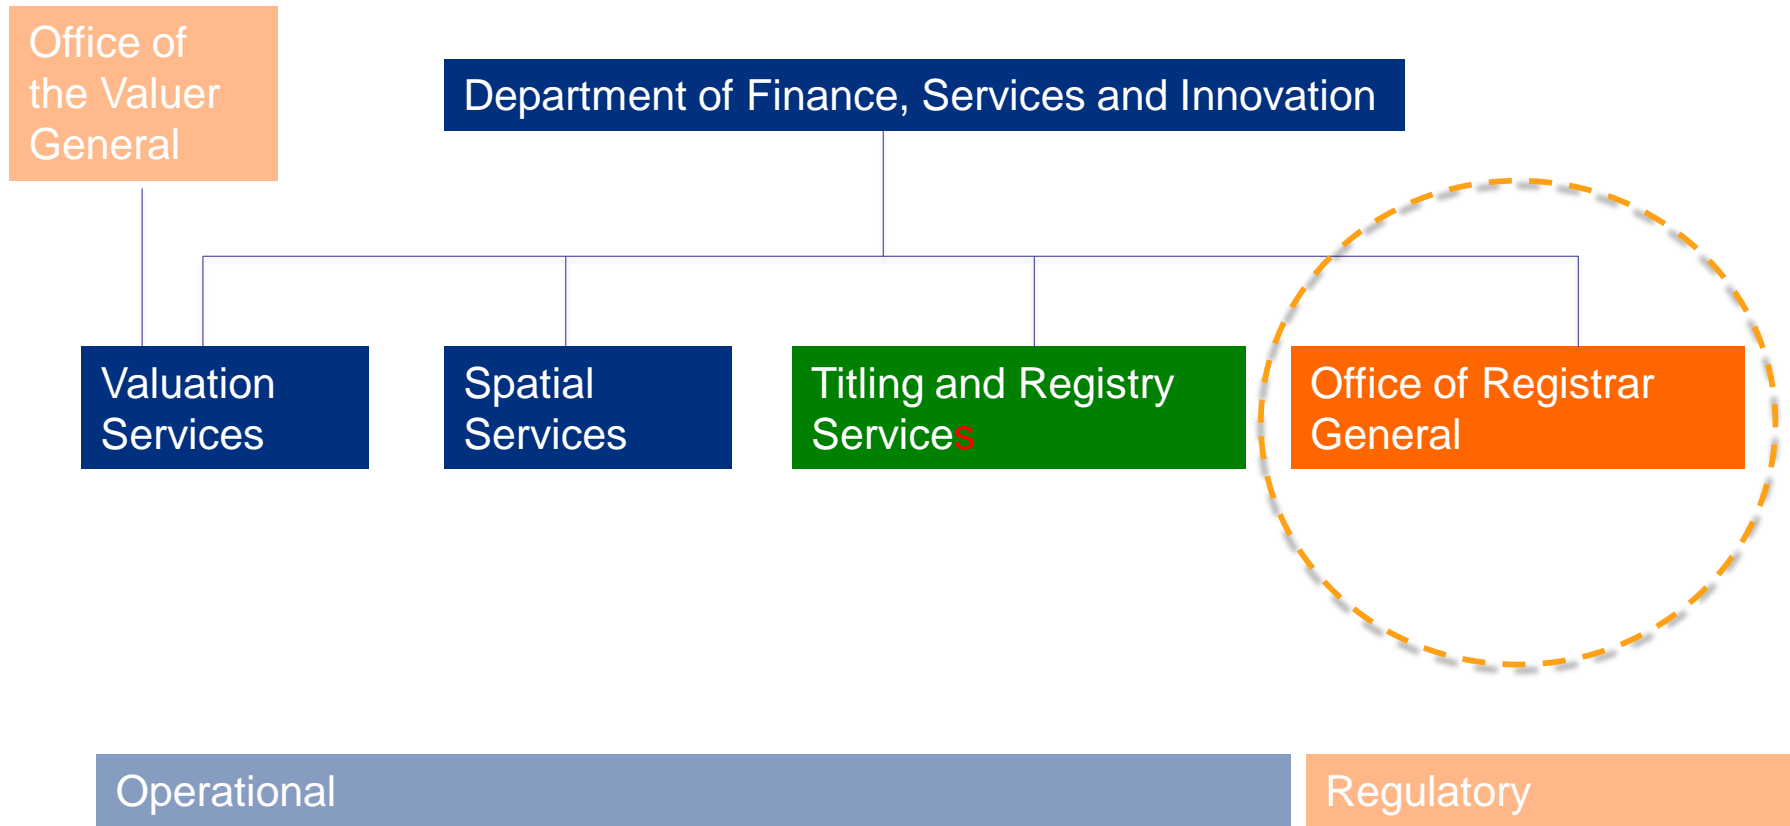 Office of
the Valuer
General
Department of Finance, Services and Innovation
Valuation
Services
Spatial
Services
Titling and Registry
Services
Office of Registrar
General
Operational
Regulatory